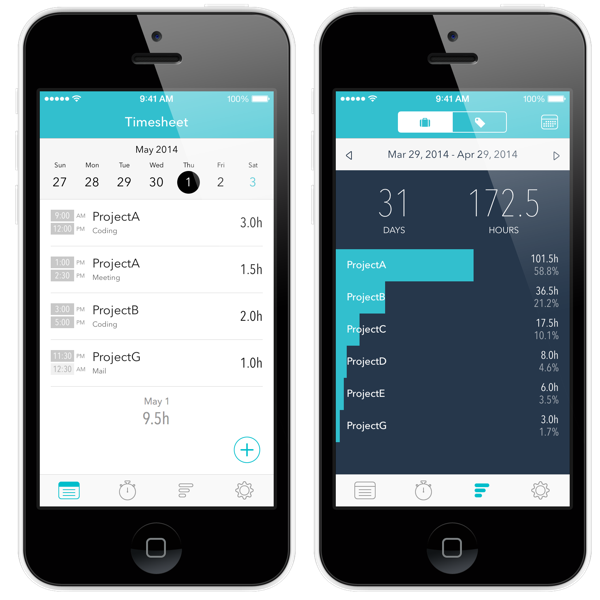 9:41 AM
100%
Timesheet
May 2014
Sun Mon Tue Wed Thu Fri Sat
27 28 29 30 1 2 3
9:00 AM ProjectA
12:00 PM Coding
3.0h
1:00 PM ProjectA
2:30 PM Meeting
1.5h
3:00 PM ProjectB
5:00 PM Coding
2.0h
11:30 PM ProjectG
12:30 AM Mail
1.0h
May 1
9.5h
9:41 AM
100%
Mar 29, 2014 - Apr 29, 2014
31 172.5
DAYS HOURS
ProjectA 101.5h
58.8%
ProjectB 36.5h
21.2%
ProjectC 17.5h
10.1%
ProjectD 8.0h
4.6%
ProjectE 6.0h
3.5%
ProjectG 3.0h
1.7%